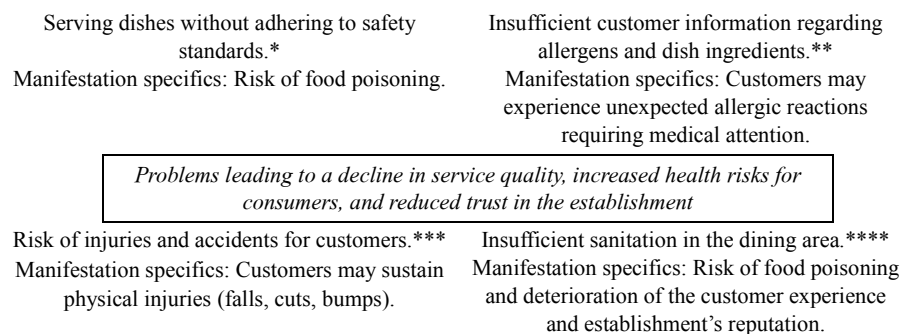 Serving dishes without adhering to safety
standards.*
Manifestation specifics: Risk of food poisoning.
Insufficient customer information regarding
allergens and dish ingredients.**
Manifestation specifics: Customers may
experience unexpected allergic reactions
requiring medical attention.
Problems leading to a decline in service quality, increased health risks for
consumers, and reduced trust in the establishment
Risk of injuries and accidents for customers.***
Manifestation specifics: Customers may sustain
physical injuries (falls, cuts, bumps).
Insufficient sanitation in the dining area.****
Manifestation specifics: Risk of food poisoning
and deterioration of the customer experience
and establishment’s reputation.